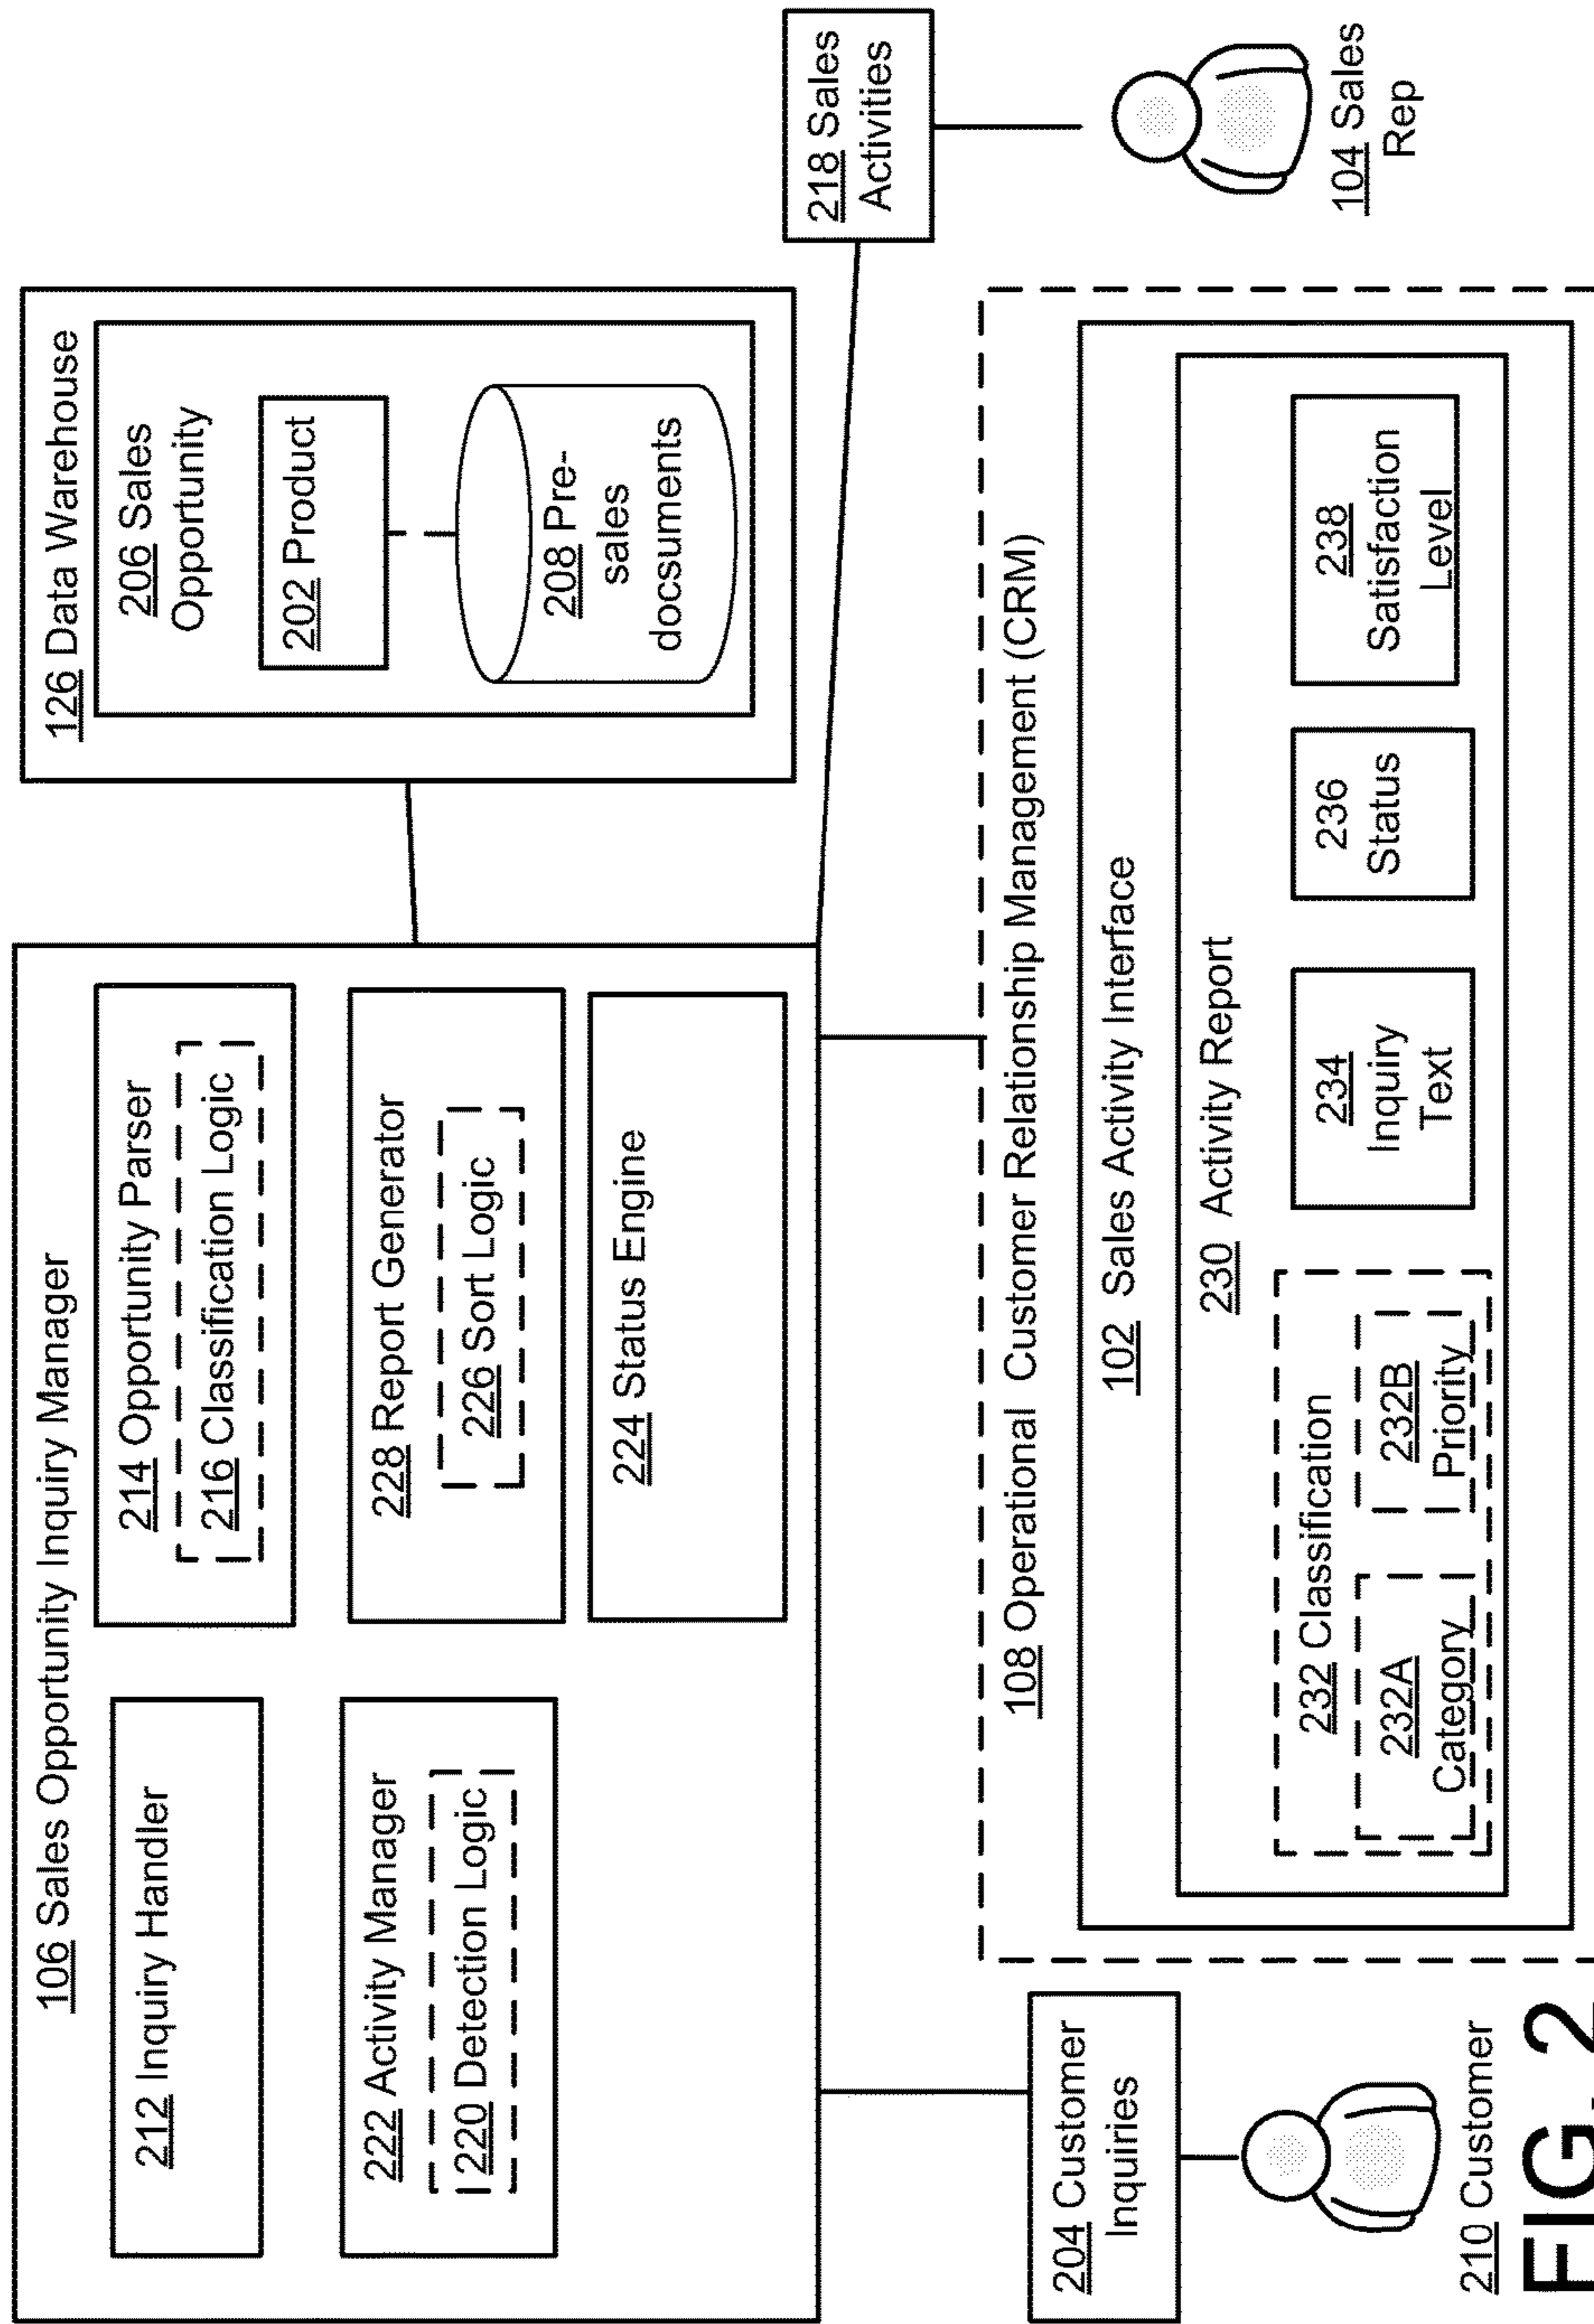 106 Sales Opportunity Inquiry Manager
212 Inquiry Handler
214 Opportunity Parser
216 Classification Logic
222 Activity Manager
220 Detection Logic
228 Report Generator
226 Sort Logic
224 Status Engine
126 Data Warehouse
206 Sales
Opportunity
202 Product
208 Pre-
sales
docsuments
218 Sales
Activities
104 Sales
Rep
204 Customer
Inquiries
210 Customer
108 Operational Customer Relationship Management (CRM)
102 Sales Activity Interface
230 Activity Report
232 Classification
232A
Category
232B
Priority
234
Inquiry
Text
236
Status
238
Satisfaction
Level
FIG. 2